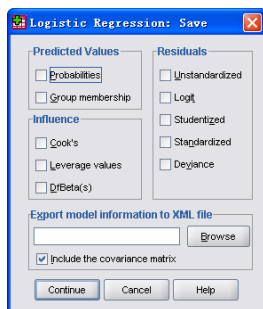 Logistic Regression: Save
Predicted Values
Probabilities
Group membership
Influence
Cook's
Leverage values
DfBeta(s)
Residuals
Unstandardized
Logit
Studentized
Standardized
Deviance
Export model information to XML file
Browse
Include the covariance matrix
Continue
Cancel
Help